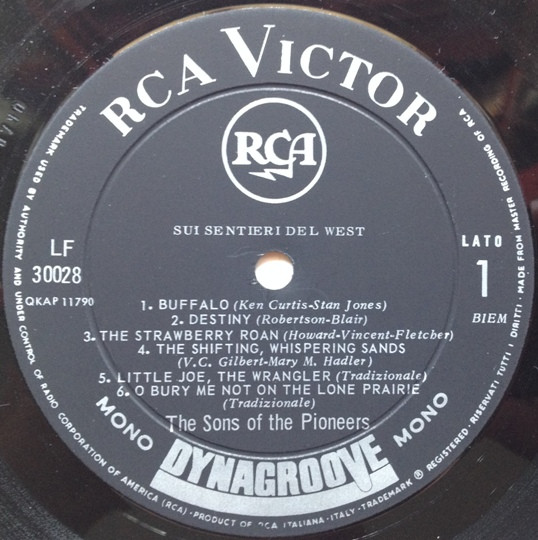 RCA VICTOR
RCA
SUI SENTIERI DEL WEST
LF
30028
QKAP 11790
LATO
1
BIEM
1. BUFFALO (Ken Curtis-Stan Jones)
2. DESTINY (Robertson-Blair)
3. THE STRAWBERRY ROAN (Howard-Vincent-Fletcher)
4. THE SHIFTING, WHISPERING SANDS
(V.C. Gilbert-Mary M. Hadler)
5. LITTLE JOE, THE WRANGLER (Tradizionale)
6. O BURY ME NOT ON THE LONE PRAIRIE
(Tradizionale)
The Sons of the Pioneers
MONO DYNAGROOVE MONO
TRADEMARK USED BY AUTHORITY AND UNDER CONTROL OF RADIO CORPORATION OF AMERICA (RCA) - PRODUCT OF RCA ITALIANA - ITALY - TRADEMARK ® REGISTERED - RISERVATI TUTTI I DIRITTI - MADE FROM MASTER RECORDING OF RCA